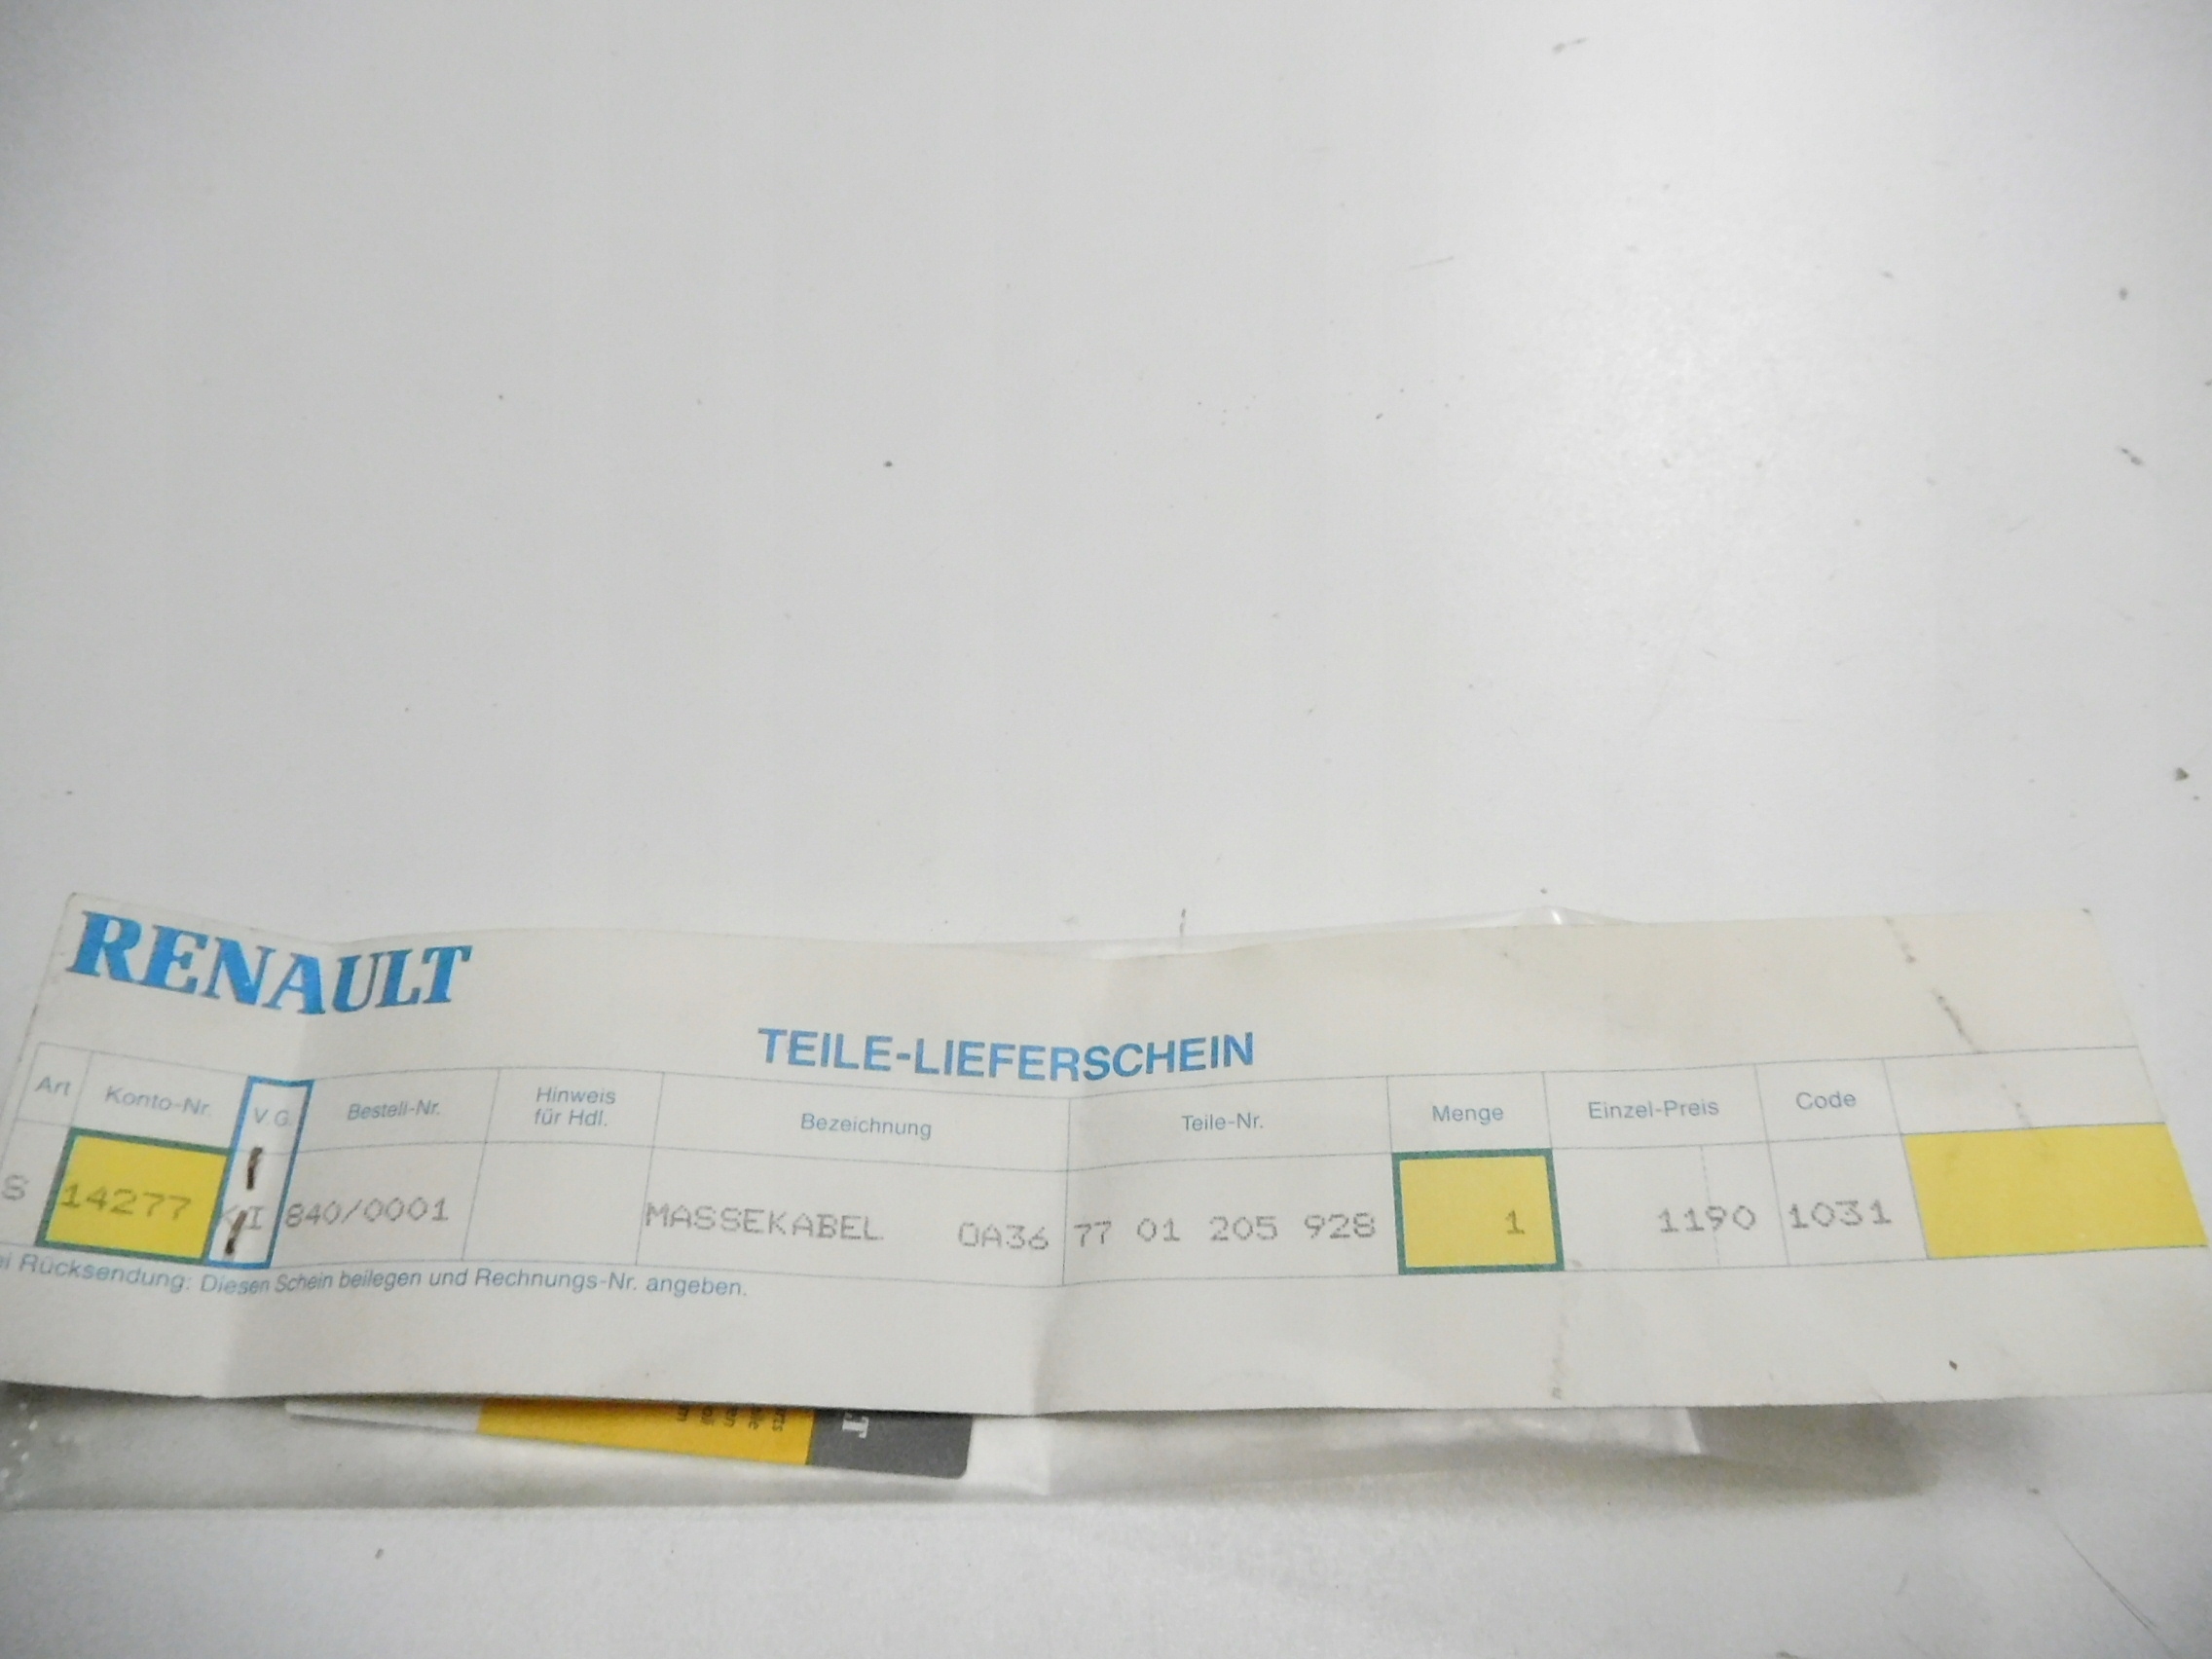 RENAULT
TEILE-LIEFERSCHEIN
Art Konto-Nr. V.G. Bestell-Nr. Hinweis für Hdl. Bezeichnung Teile-Nr. Menge Einzel-Preis Code
S 14277 840/0001 MASSEKABEL 0A36 77 01 205 928 1 1190 1031
Rücksendung: Diesen Schein beilegen und Rechnungs-Nr. angeben.